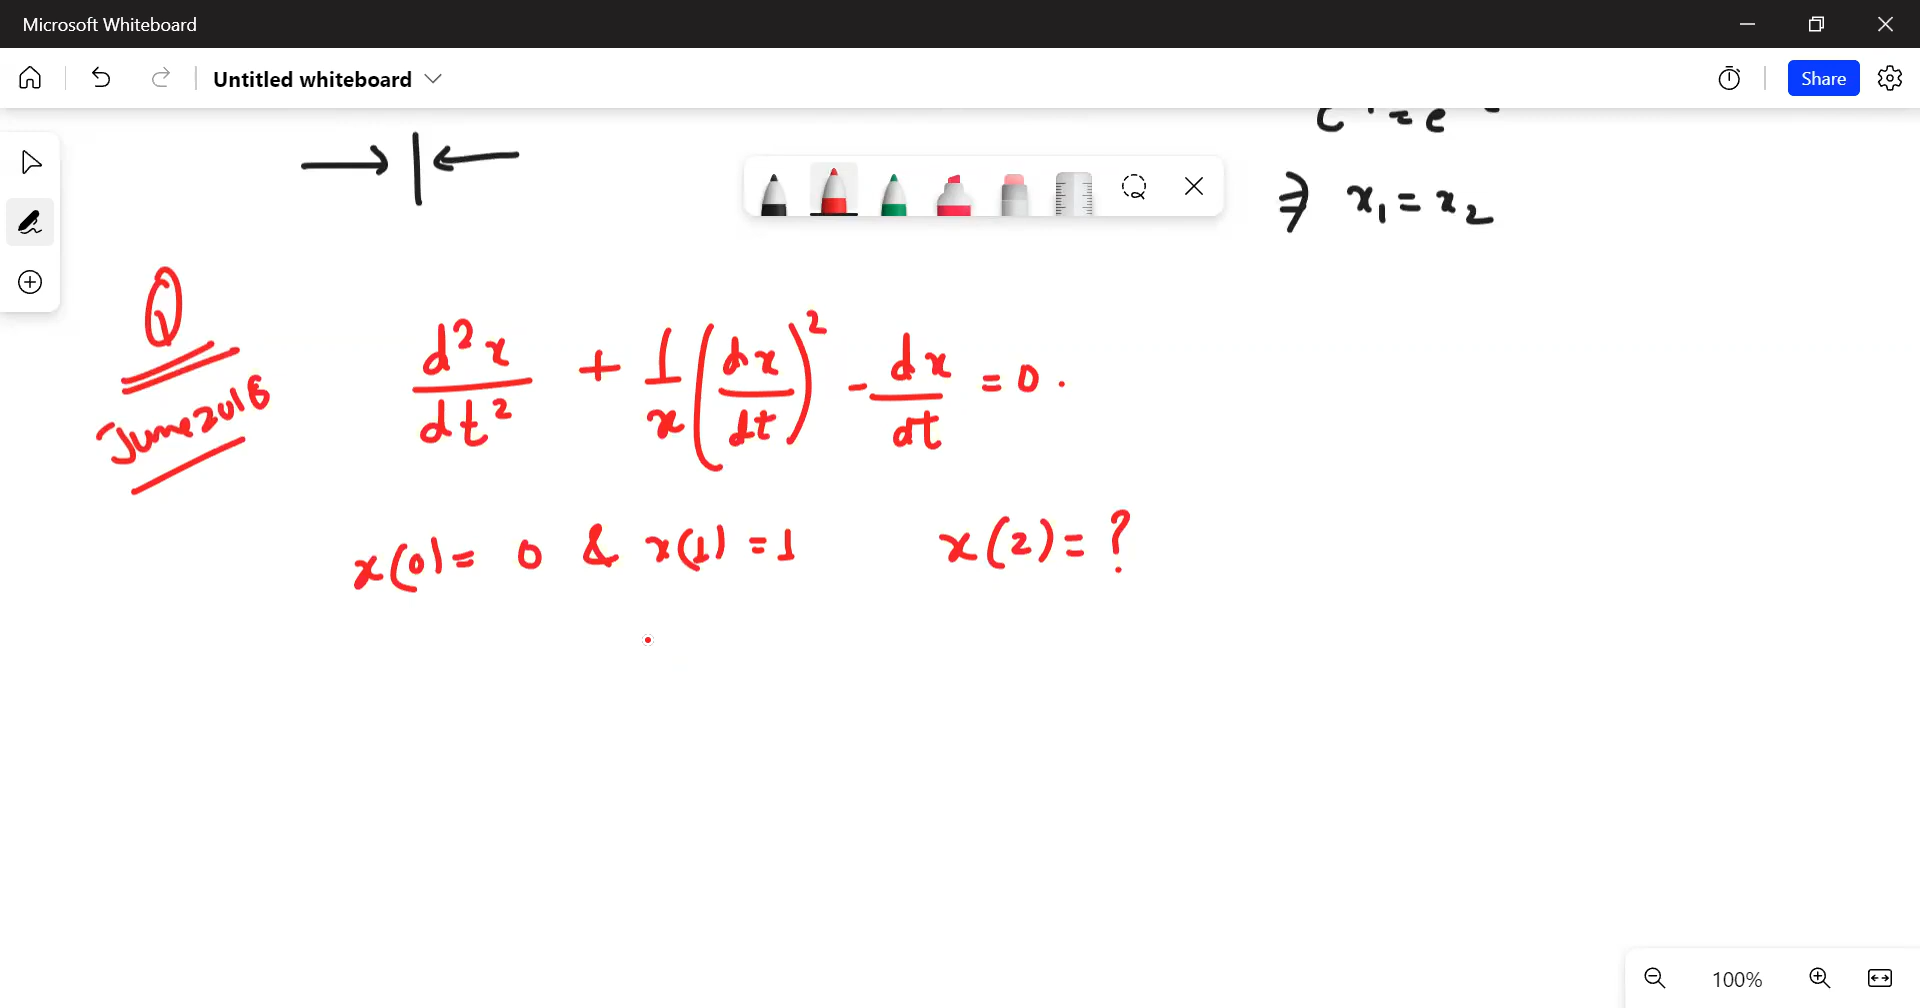 Microsoft Whiteboard
Untitled whiteboard
Share
⇒ x₁ = x₂
Q
June 2018
d²x/dt² + 1/x (dx/dt)² - dx/dt = 0.
x(0) = 0 & x(1) = 1 x(2) = ?
100%